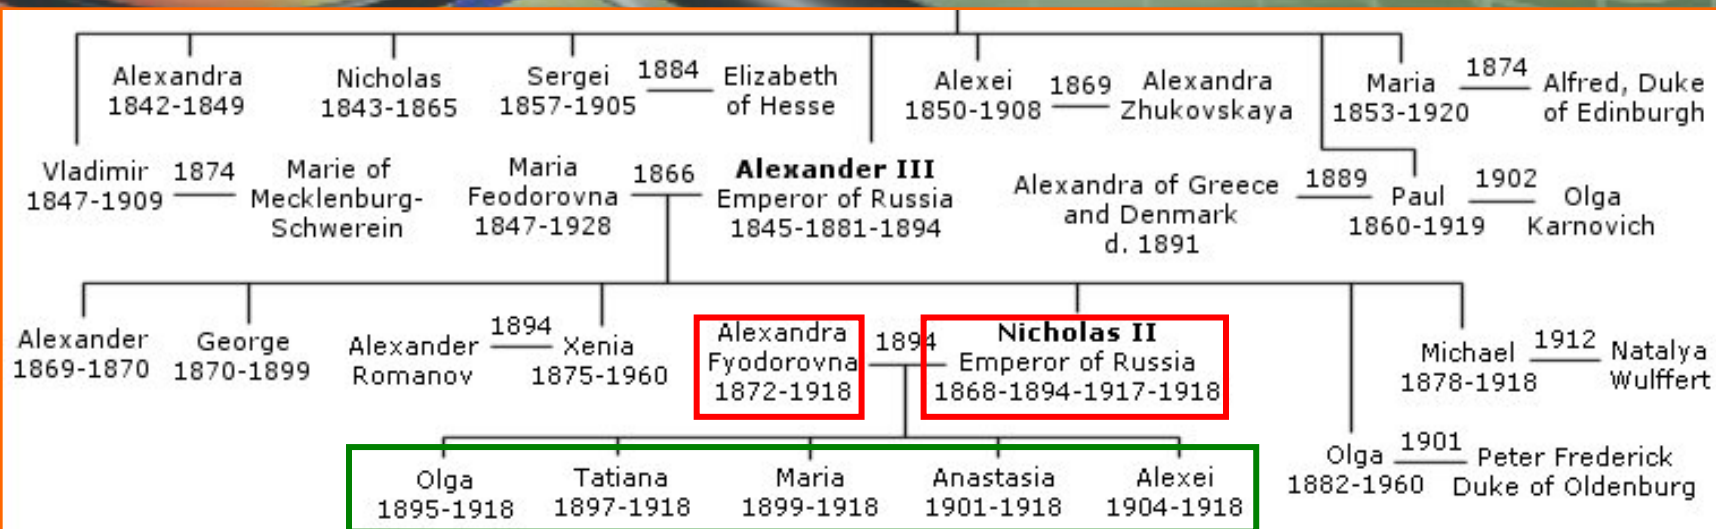 Alexandra
1842-1849
Nicholas
1843-1865
Sergei
1857-1905
1884
Elizabeth
of Hesse
Alexei
1850-1908
1869
Alexandra
Zhukovskaya
Maria
1853-1920
1874
Alfred, Duke
of Edinburgh
Vladimir
1847-1909
1874
Marie of
Mecklenburg-
Schwerein
Maria
Feodorovna
1847-1928
1866
Alexander III
Emperor of Russia
1845-1881-1894
Alexandra of Greece
and Denmark
d. 1891
1889
Paul
1860-1919
1902
Olga
Karnovich
Alexander
1869-1870
George
1870-1899
Alexander
Romanov
1894
Xenia
1875-1960
Alexandra
Fyodorovna
1872-1918
1894
Nicholas II
Emperor of Russia
1868-1894-1917-1918
Michael
1878-1918
1912
Natalya
Wulffert
Olga
1882-1960
1901
Peter Frederick
Duke of Oldenburg
Olga
1895-1918
Tatiana
1897-1918
Maria
1899-1918
Anastasia
1901-1918
Alexei
1904-1918